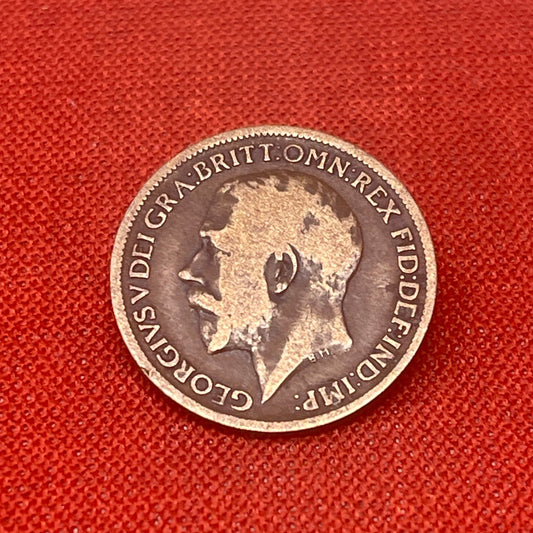 GEORGIVS V DEI GRA:BRITT:OMN:REX FID:DEF:IND:IMP:
B.M.